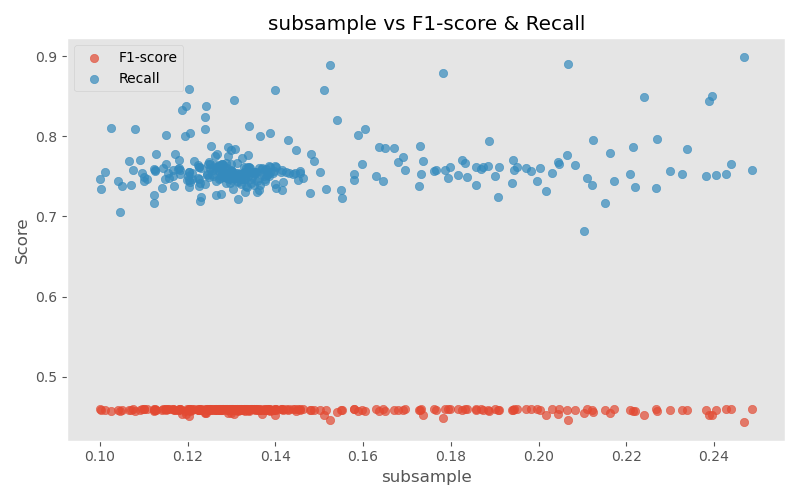 subsample vs F1-score & Recall
F1-score
Recall
Score
0.9
0.8
0.7
0.6
0.5
0.10 0.12 0.14 0.16 0.18 0.20 0.22 0.24
subsample